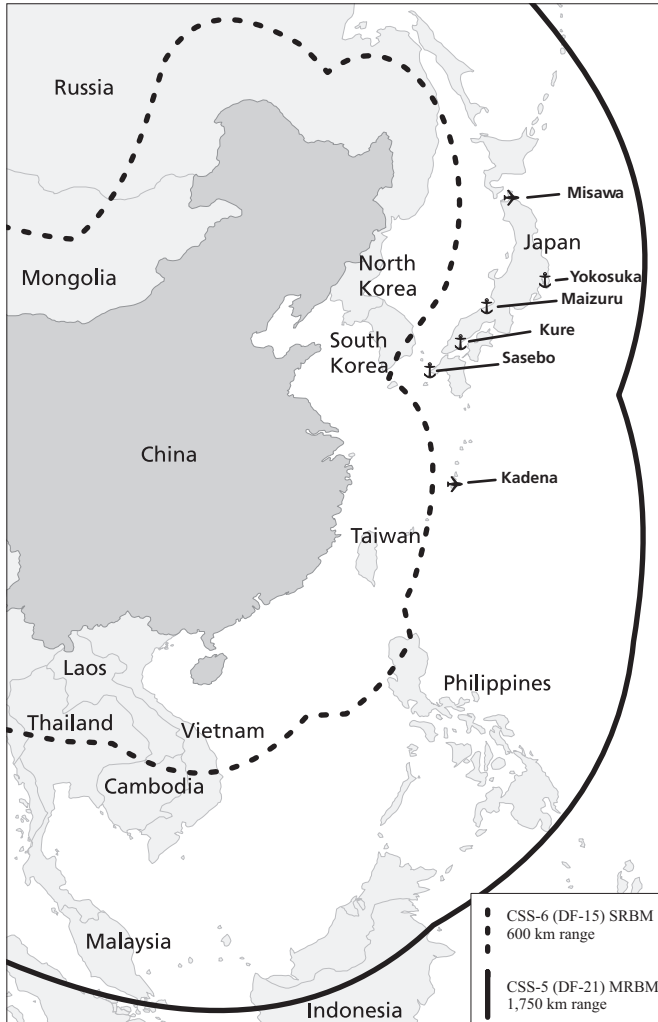 Russia
Misawa
Japan
Mongolia
North
Korea
Yokosuka
Maizuru
Kure
South
Korea
Sasebo
China
Kadena
Taiwan
Laos
Philippines
Thailand
Vietnam
Cambodia
Malaysia
Indonesia
CSS-6 (DF-15) SRBM
600 km range
CSS-5 (DF-21) MRBM
1,750 km range